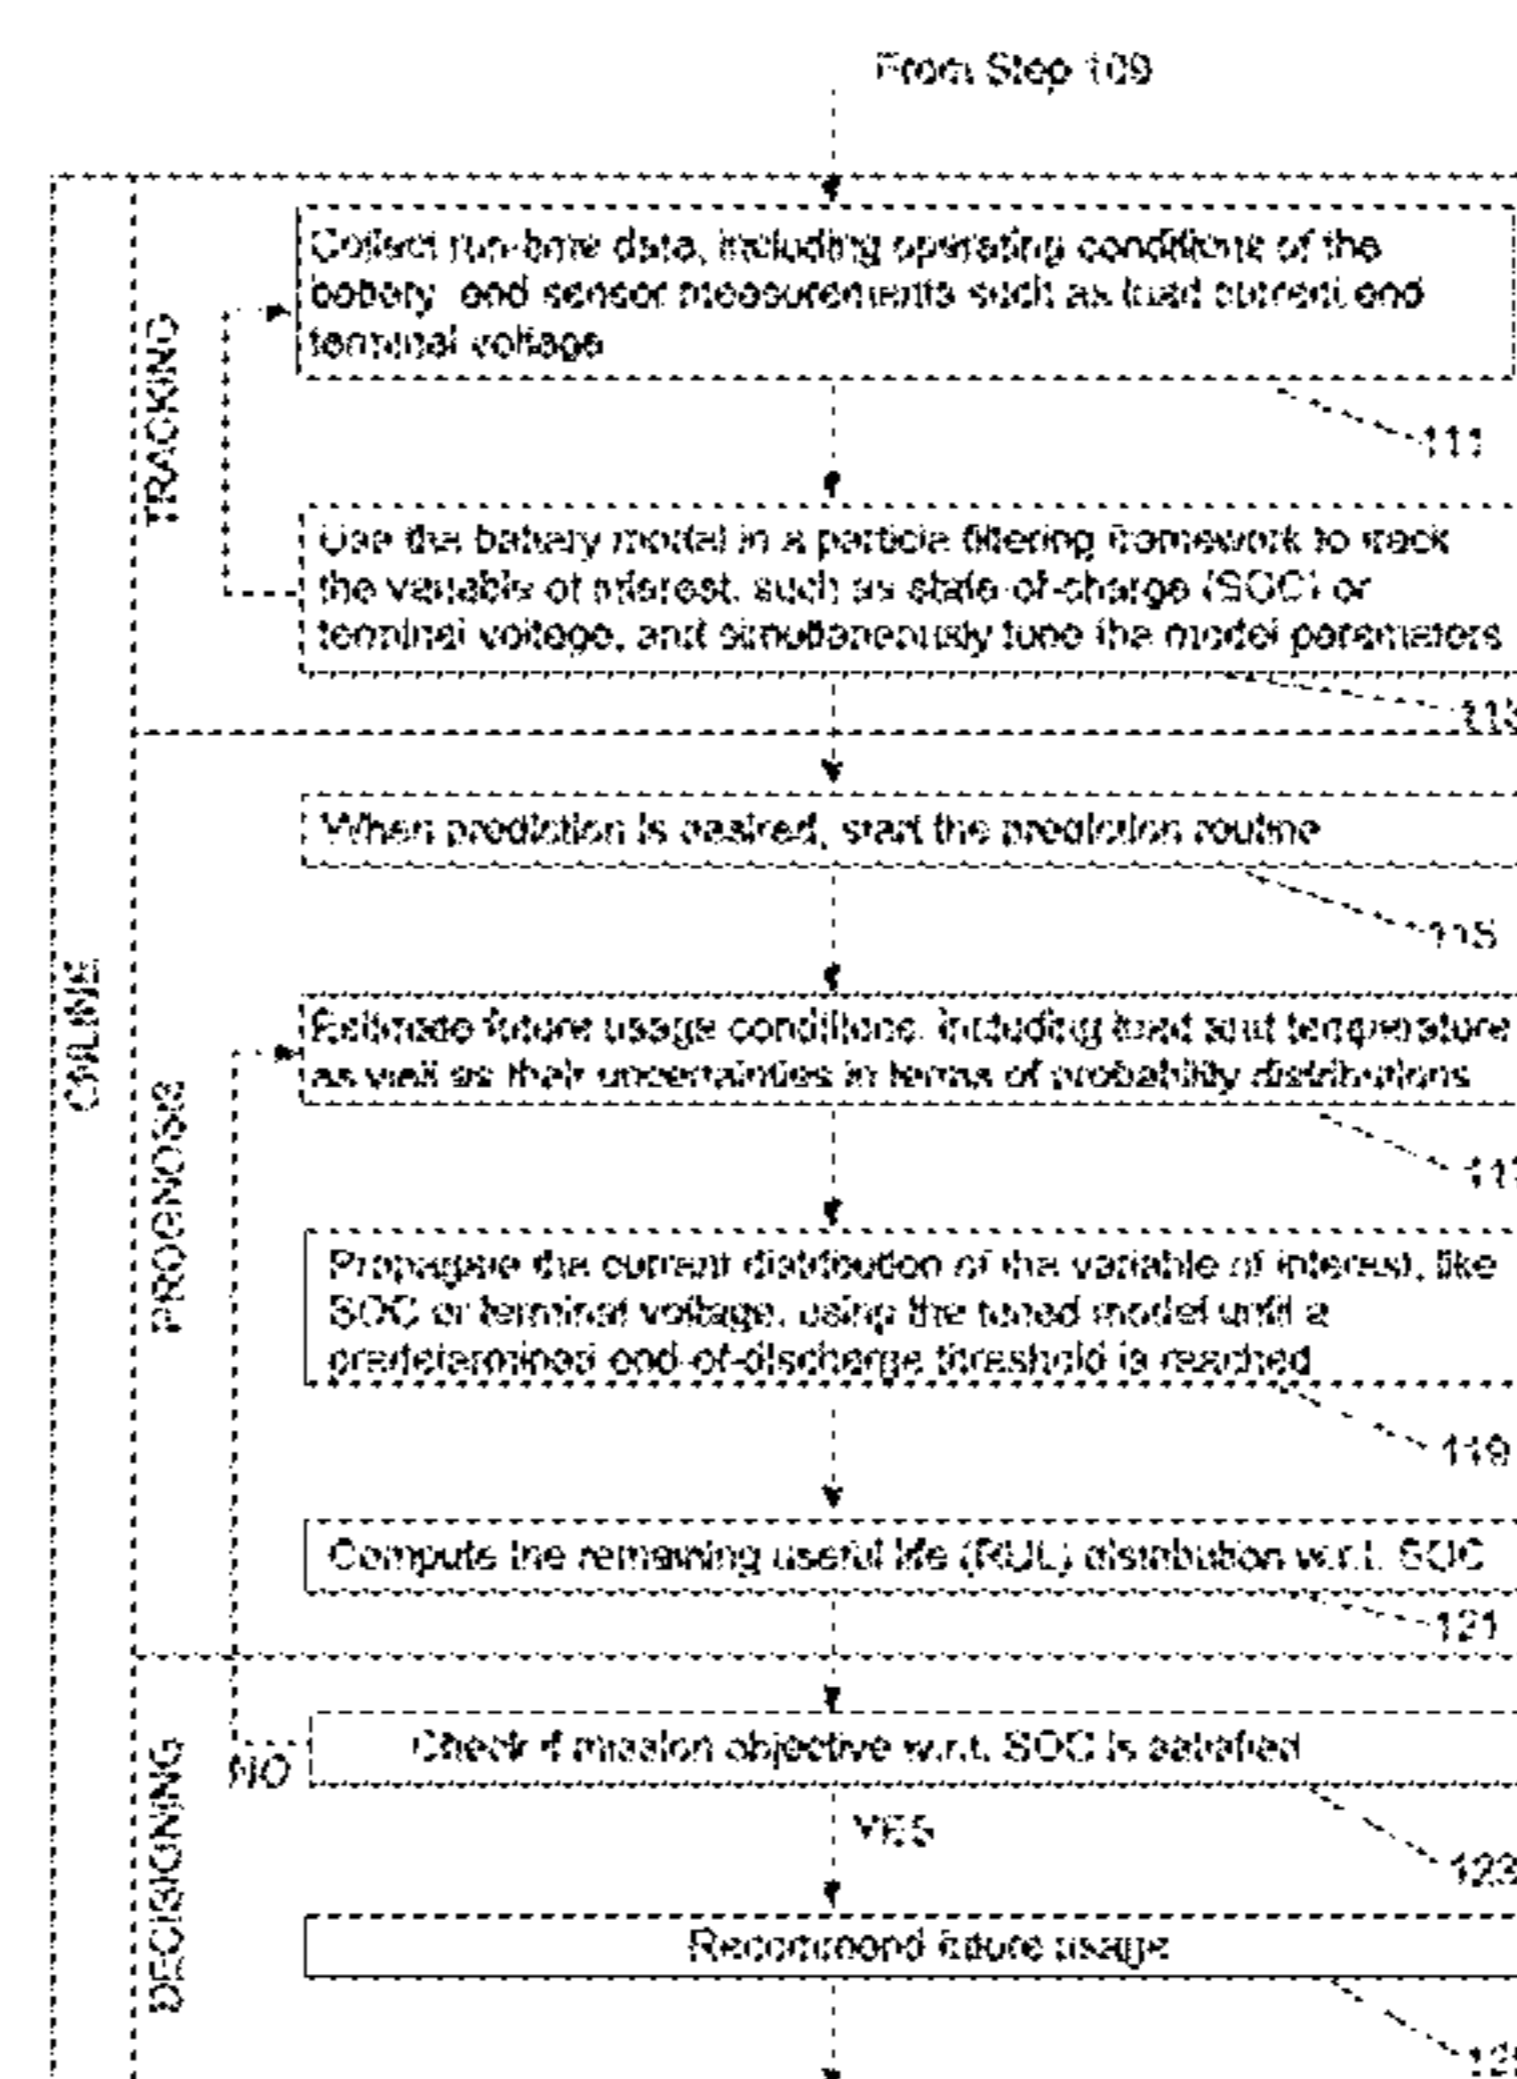 From Step 109
ONLINE
TRACKING
Collect run-time data, including operating conditions of the
battery and sensor measurements such as load current and
terminal voltage
111
Use the battery model in a particle filtering framework to track
the variable of interest, such as state-of-charge (SOC) or
terminal voltage, and simultaneously tune the model parameters
113
PROGNOSIS
When prediction is desired, start the prediction routine
115
Estimate future usage conditions, including load and temperature
as well as their uncertainties in terms of probability distributions
Propagate the current distribution of the variable of interest, like
SOC or terminal voltage, using the tuned model until a
predetermined end-of-discharge threshold is reached
119
Compute the remaining useful life (RUL) distribution w.r.t. SOC
121
DECISIONING
Check if mission objective w.r.t. SOC is satisfied
NO
YES
123
Recommend future usage